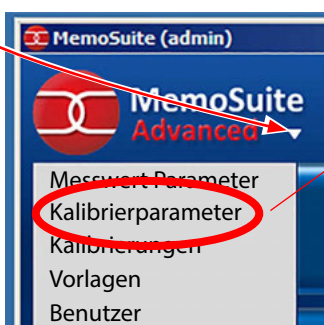 MemoSuite (admin)
MemoSuite
Advanced
Messwert Parameter
Kalibrierparameter
Kalibrierungen
Vorlagen
Benutzer